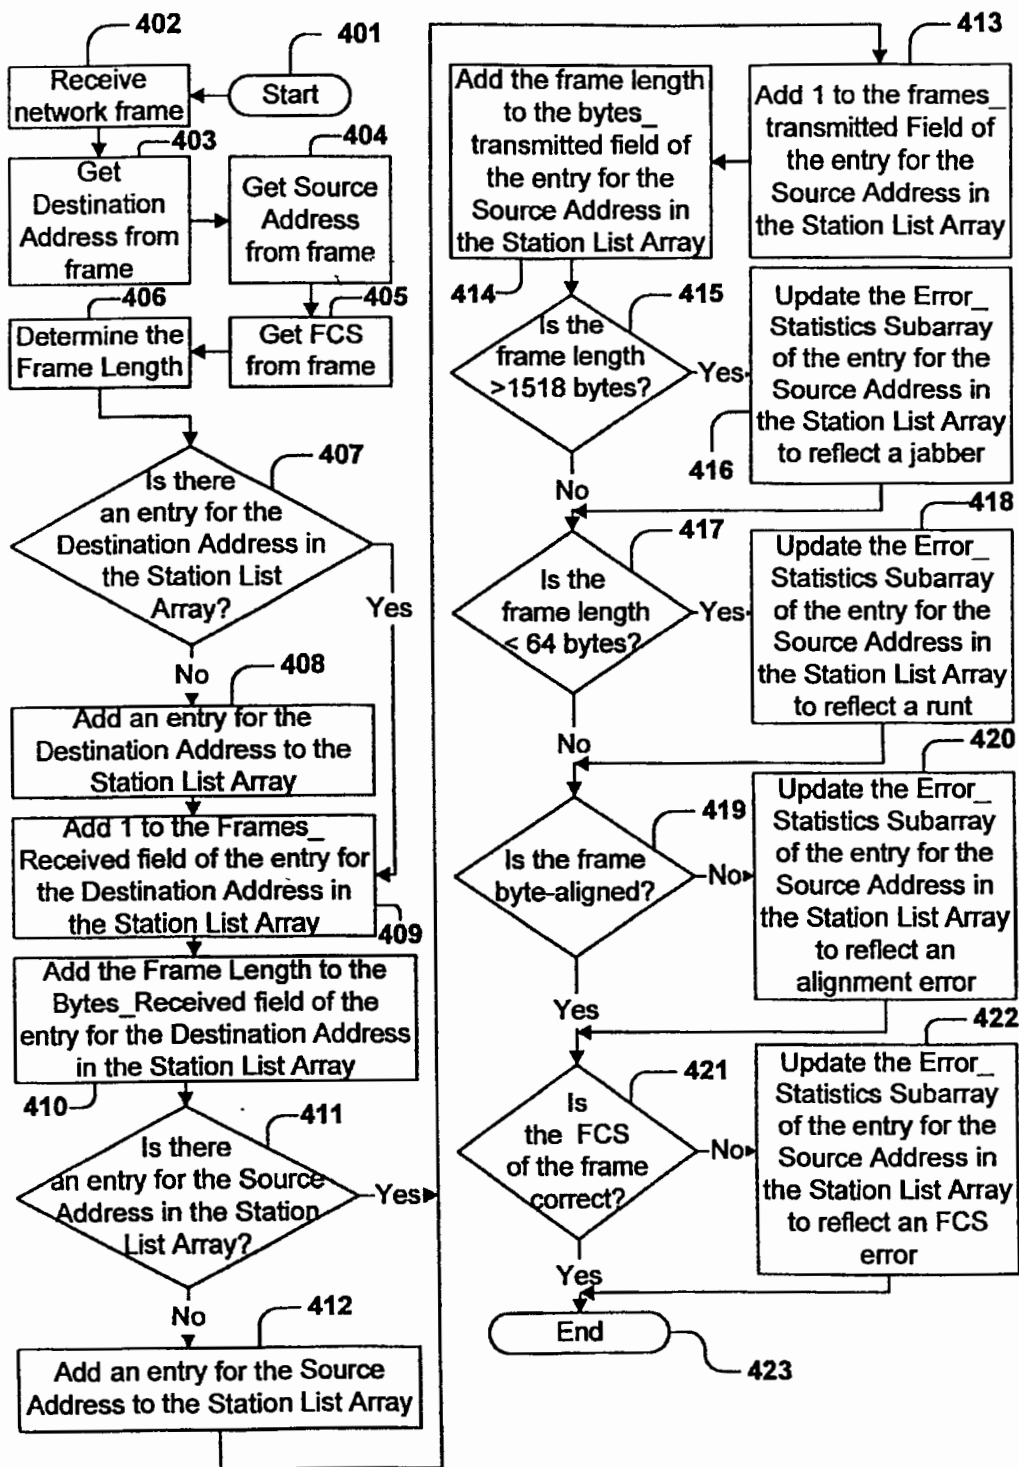 402
401
Receive
network frame
Start
403
404
Get
Destination
Address from
frame
Get Source
Address
from frame
406
405
Determine the
Frame Length
Get FCS
from frame
407
Is there
an entry for the
Destination Address in
the Station List
Array?
Yes
No
408
Add an entry for the
Destination Address to the
Station List Array
Add 1 to the Frames_
Received field of the entry for
the Destination Address in
the Station List Array
409
Add the Frame Length to the
Bytes_Received field of the
entry for the Destination Address
in the Station List Array
410
411
Is there
an entry for the Source
Address in the Station
List Array?
Yes
No
412
Add an entry for the Source
Address to the Station List Array
413
Add 1 to the frames_
transmitted Field of
the entry for the
Source Address in
the Station List Array
Add the frame length
to the bytes_
transmitted field of
the entry for the
Source Address in
the Station List Array
414
415
Is the
frame length
>1518 bytes?
Yes
No
416
Update the Error_
Statistics Subarray
of the entry for the
Source Address in
the Station List Array
to reflect a jabber
417
Is the
frame length
< 64 bytes?
Yes
No
418
Update the Error_
Statistics Subarray
of the entry for the
Source Address in
the Station List Array
to reflect a runt
419
Is the frame
byte-aligned?
No
Yes
420
Update the Error_
Statistics Subarray
of the entry for the
Source Address in
the Station List Array
to reflect an
alignment error
421
Is
the FCS
of the frame
correct?
No
Yes
422
Update the Error_
Statistics Subarray
of the entry for the
Source Address in
the Station List Array
to reflect an FCS
error
End
423